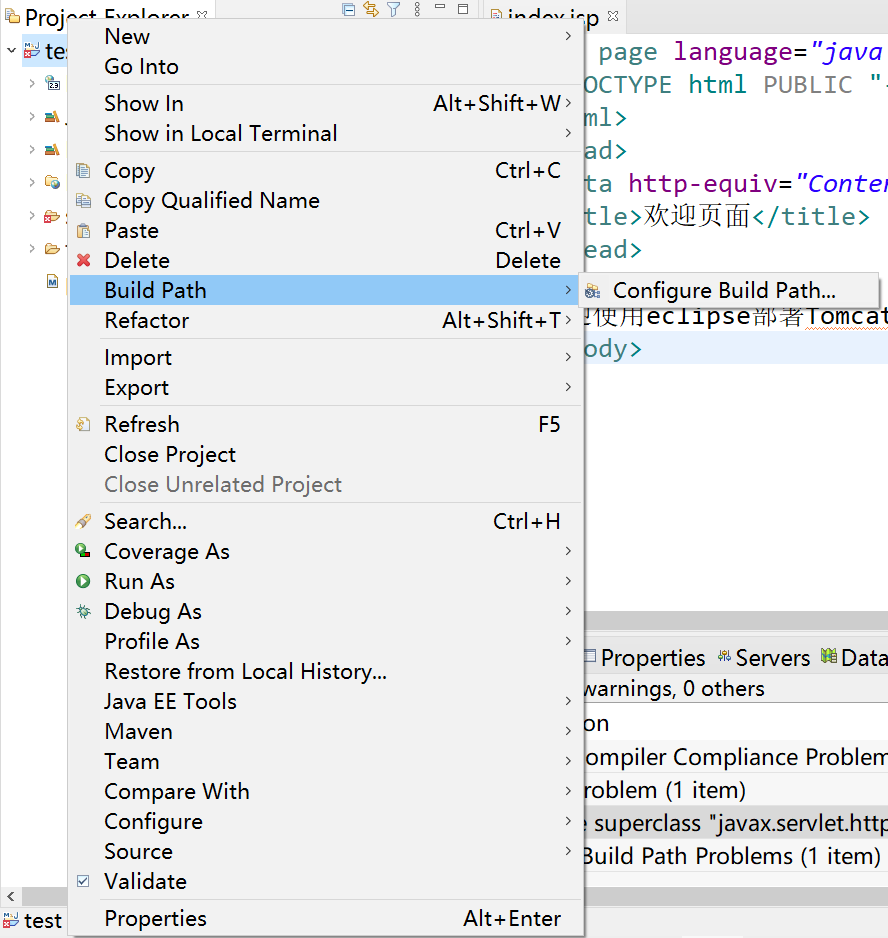 Project Explorer
index.jsp
test
New
Go Into
Show In Alt+Shift+W
Show in Local Terminal
Copy Ctrl+C
Copy Qualified Name
Paste Ctrl+V
Delete Delete
Build Path
Configure Build Path...
Refactor Alt+Shift+T
Import
Export
Refresh F5
Close Project
Close Unrelated Project
Search... Ctrl+H
Coverage As
Run As
Debug As
Profile As
Restore from Local History...
Java EE Tools
Maven
Team
Compare With
Configure
Source
Validate
Properties Alt+Enter
page language="java
OCTYPE html PUBLIC "-
ml>
ad>
ta http-equiv="Conten
tle>欢迎页面</title>
ead>
使用eclipse部署Tomcat
ody>
Properties Servers Data
warnings, 0 others
on
ompiler Compliance Problem
roblem (1 item)
superclass "javax.servlet.http
Build Path Problems (1 item)
test